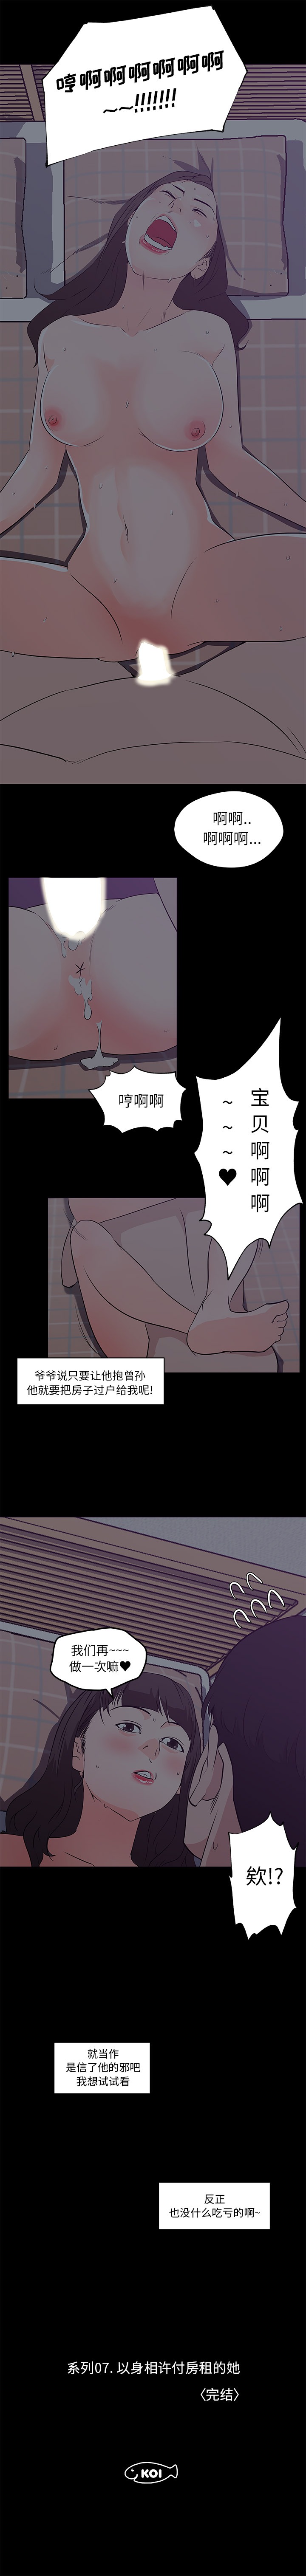 哼啊啊啊啊啊啊
~~!!!!!!!
啊啊..
啊啊啊...
哼啊啊
宝贝啊啊啊
~~~♥
爷爷说只要让他抱曾孙
他就要把房子过户给我呢!
我们再~~~
做一次嘛♥
欸!?
就当作
是信了他的邪吧
我想试试看
反正
也没什么吃亏的啊~
系列07. 以身相许付房租的她
〈完结〉
KOI